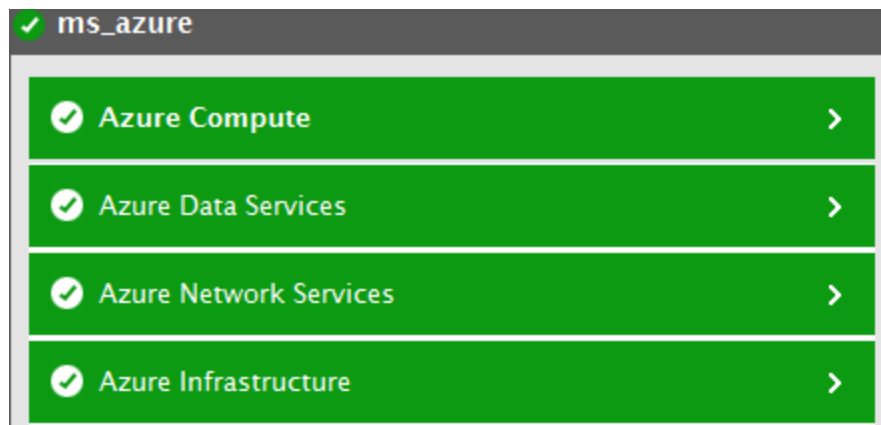 ms_azure
Azure Compute
Azure Data Services
Azure Network Services
Azure Infrastructure